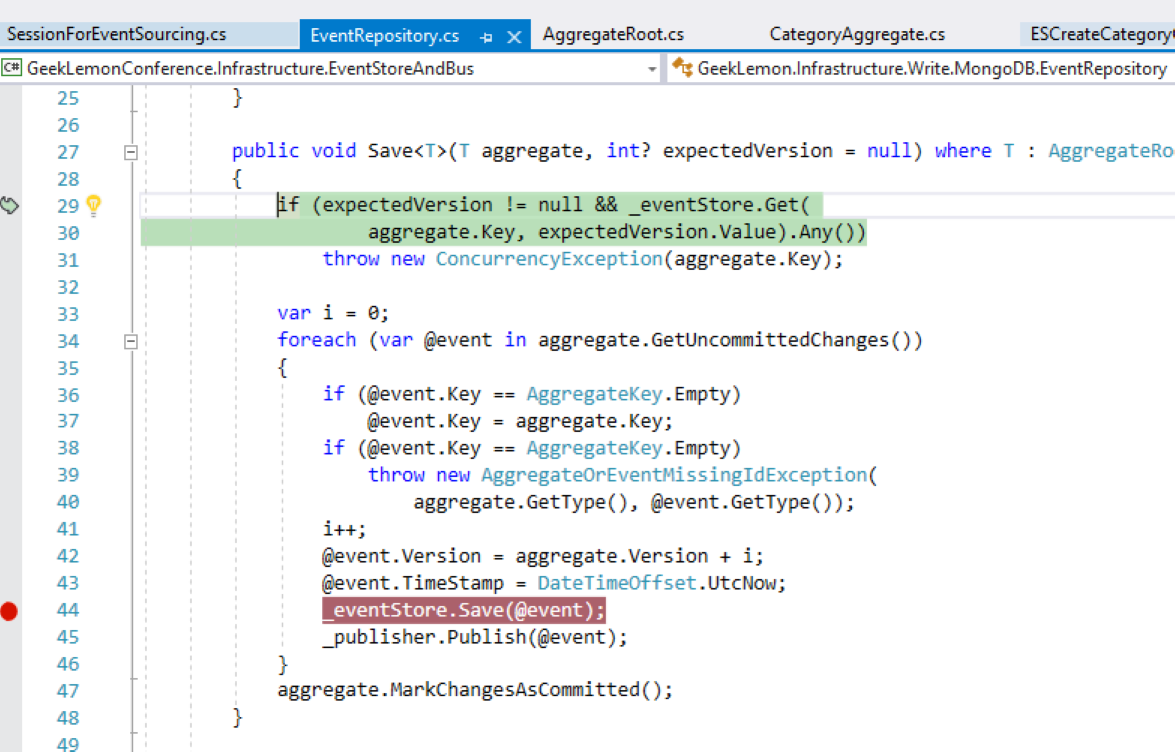 SessionForEventSourcing.cs EventRepository.cs AggregateRoot.cs CategoryAggregate.cs ESCreateCategory
C# GeekLemonConference.Infrastructure.EventStoreAndBus GeekLemon.Infrastructure.Write.MongoDB.EventRepository
25 }
26
27 public void Save<T>(T aggregate, int? expectedVersion = null) where T : AggregateRo
28 {
29 if (expectedVersion != null && _eventStore.Get(
30 aggregate.Key, expectedVersion.Value).Any())
31 throw new ConcurrencyException(aggregate.Key);
32
33 var i = 0;
34 foreach (var @event in aggregate.GetUncommittedChanges())
35 {
36 if (@event.Key == AggregateKey.Empty)
37 @event.Key = aggregate.Key;
38 if (@event.Key == AggregateKey.Empty)
39 throw new AggregateOrEventMissingIdException(
40 aggregate.GetType(), @event.GetType());
41 i++;
42 @event.Version = aggregate.Version + i;
43 @event.TimeStamp = DateTimeOffset.UtcNow;
44 _eventStore.Save(@event);
45 _publisher.Publish(@event);
46 }
47 aggregate.MarkChangesAsCommitted();
48 }
49